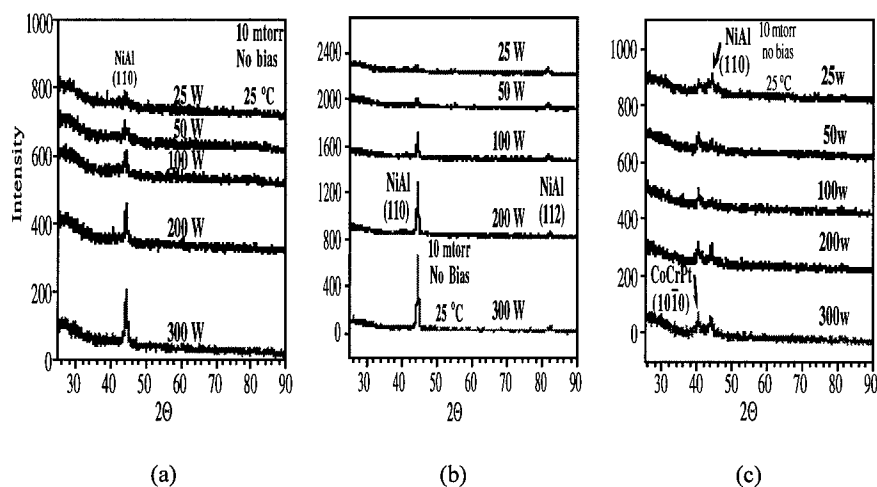 Intensity
1000
800
600
400
200
0
10 mtorr
No bias
NiAl
(110)
25 W
25 °C
50 W
100 W
200 W
300 W
30 40 50 60 70 80 90
2Θ
(a)
2400
2000
1600
1200
800
400
0
25 W
50 W
100 W
NiAl
(110)
NiAl
(112)
200 W
10 mtorr
No Bias
25 °C
300 W
30 40 50 60 70 80 90
2Θ
(b)
1000
800
600
400
200
0
NiAl
(110)
10 mtorr
no bias
25 °C
25w
50w
100w
200w
CoCrPt
(101̄0)
300w
30 40 50 60 70 80 90
2Θ
(c)